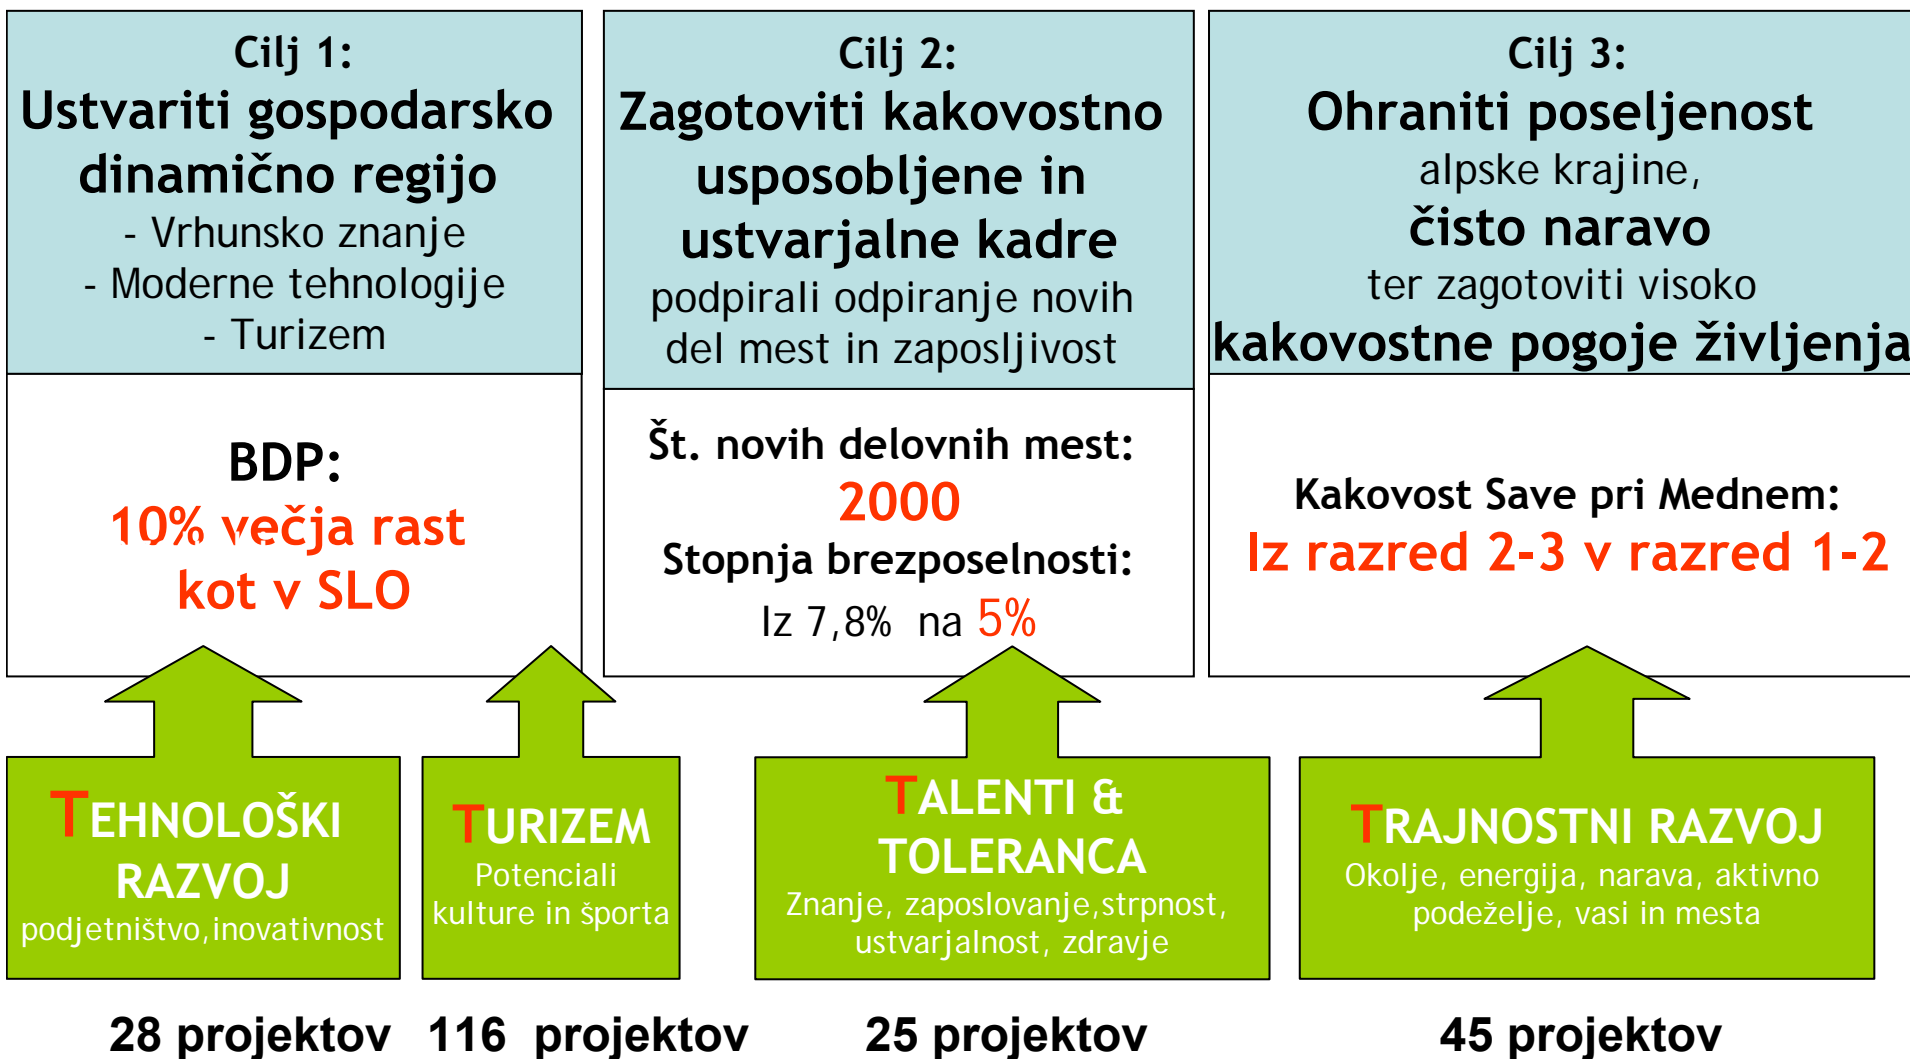 Cilj 1:
Ustvariti gospodarsko
dinamično regijo
- Vrhunsko znanje
- Moderne tehnologije
- Turizem
BDP:
10% večja rast
kot v SLO
Cilj 2:
Zagotoviti kakovostno
usposobljene in
ustvarjalne kadre
podpirali odpiranje novih
del mest in zaposljivost
Št. novih delovnih mest:
2000
Stopnja brezposelnosti:
Iz 7,8% na 5%
Cilj 3:
Ohraniti poseljenost
alpske krajine,
čisto naravo
ter zagotoviti visoko
kakovostne pogoje življenja
Kakovost Save pri Mednem:
Iz razred 2-3 v razred 1-2
TEHNOLOŠKI
RAZVOJ
podjetništvo,inovativnost
TURIZEM
Potenciali
kulture in športa
TALENTI &
TOLERANCA
Znanje, zaposlovanje,strpnost,
ustvarjalnost, zdravje
TRAJNOSTNI RAZVOJ
Okolje, energija, narava, aktivno
podeželje, vasi in mesta
28 projektov
116 projektov
25 projektov
45 projektov